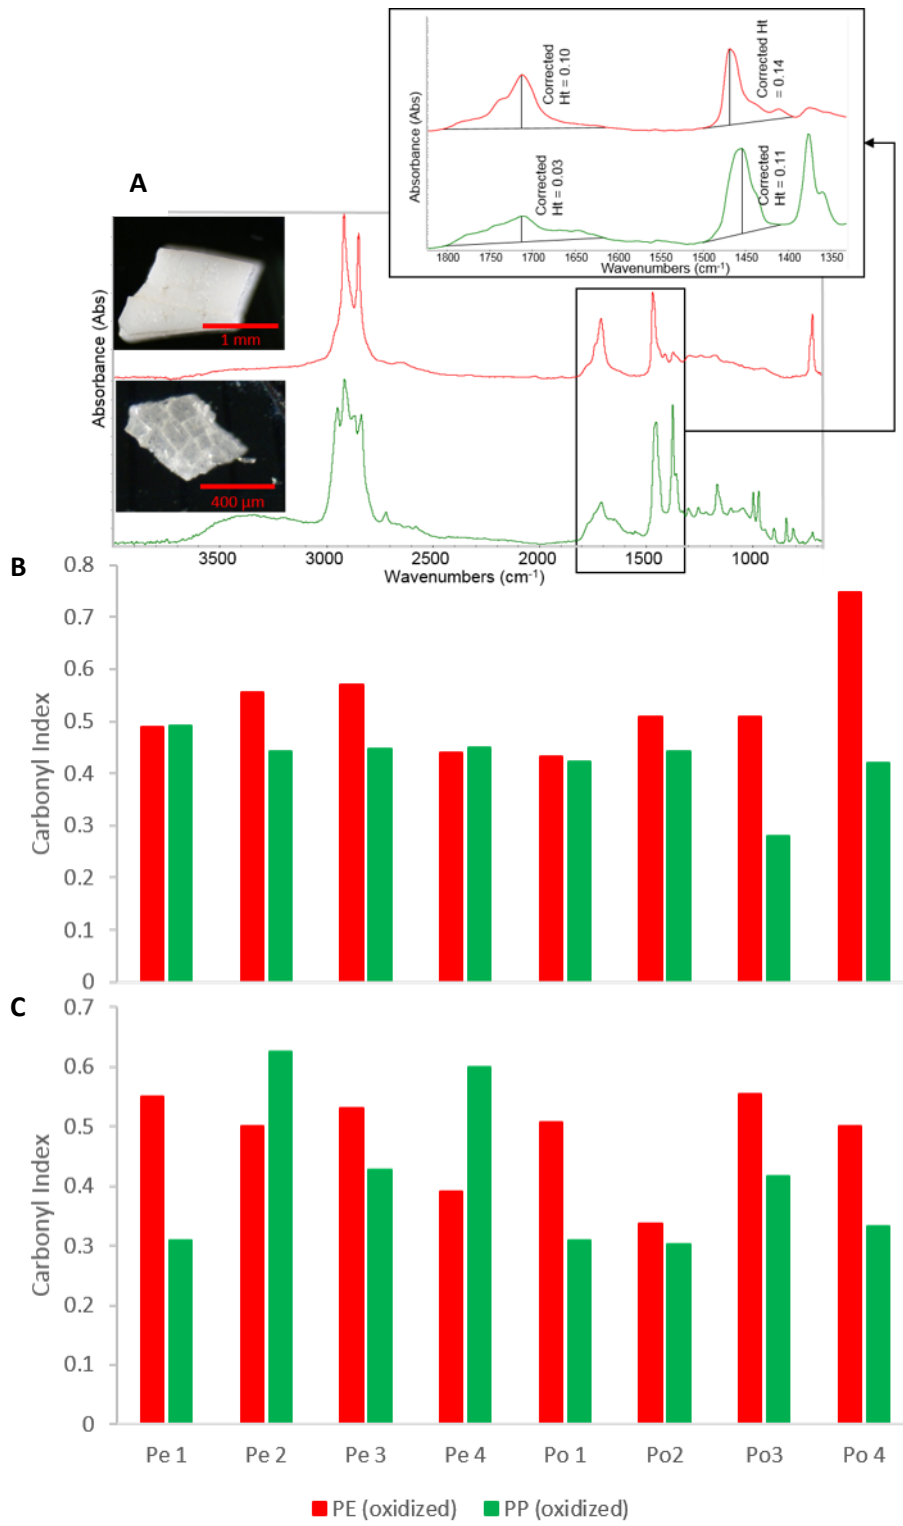 Absorbance (Abs)
Corrected
Ht = 0.10
Corrected Ht
= 0.14
Corrected
Ht = 0.03
Corrected
Ht = 0.11
1800 1750 1700 1650 1600 1550 1500 1450 1400 1350
Wavenumbers (cm-1)
A
Absorbance (Abs)
1 mm
400 µm
3500 3000 2500 2000 1500 1000
Wavenumbers (cm-1)
B
Carbonyl Index
0.8
0.7
0.6
0.5
0.4
0.3
0.2
0.1
0
C
Carbonyl Index
0.7
0.6
0.5
0.4
0.3
0.2
0.1
0
Pe 1 Pe 2 Pe 3 Pe 4 Po 1 Po2 Po3 Po 4
PE (oxidized) PP (oxidized)